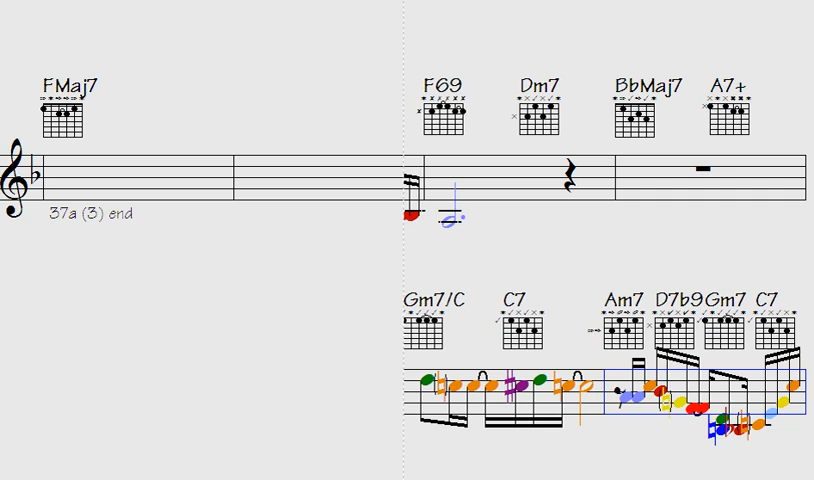 FMaj7 F69 Dm7 BbMaj7 A7+
37a (3) end
Gm7/C C7 Am7 D7b9 Gm7 C7